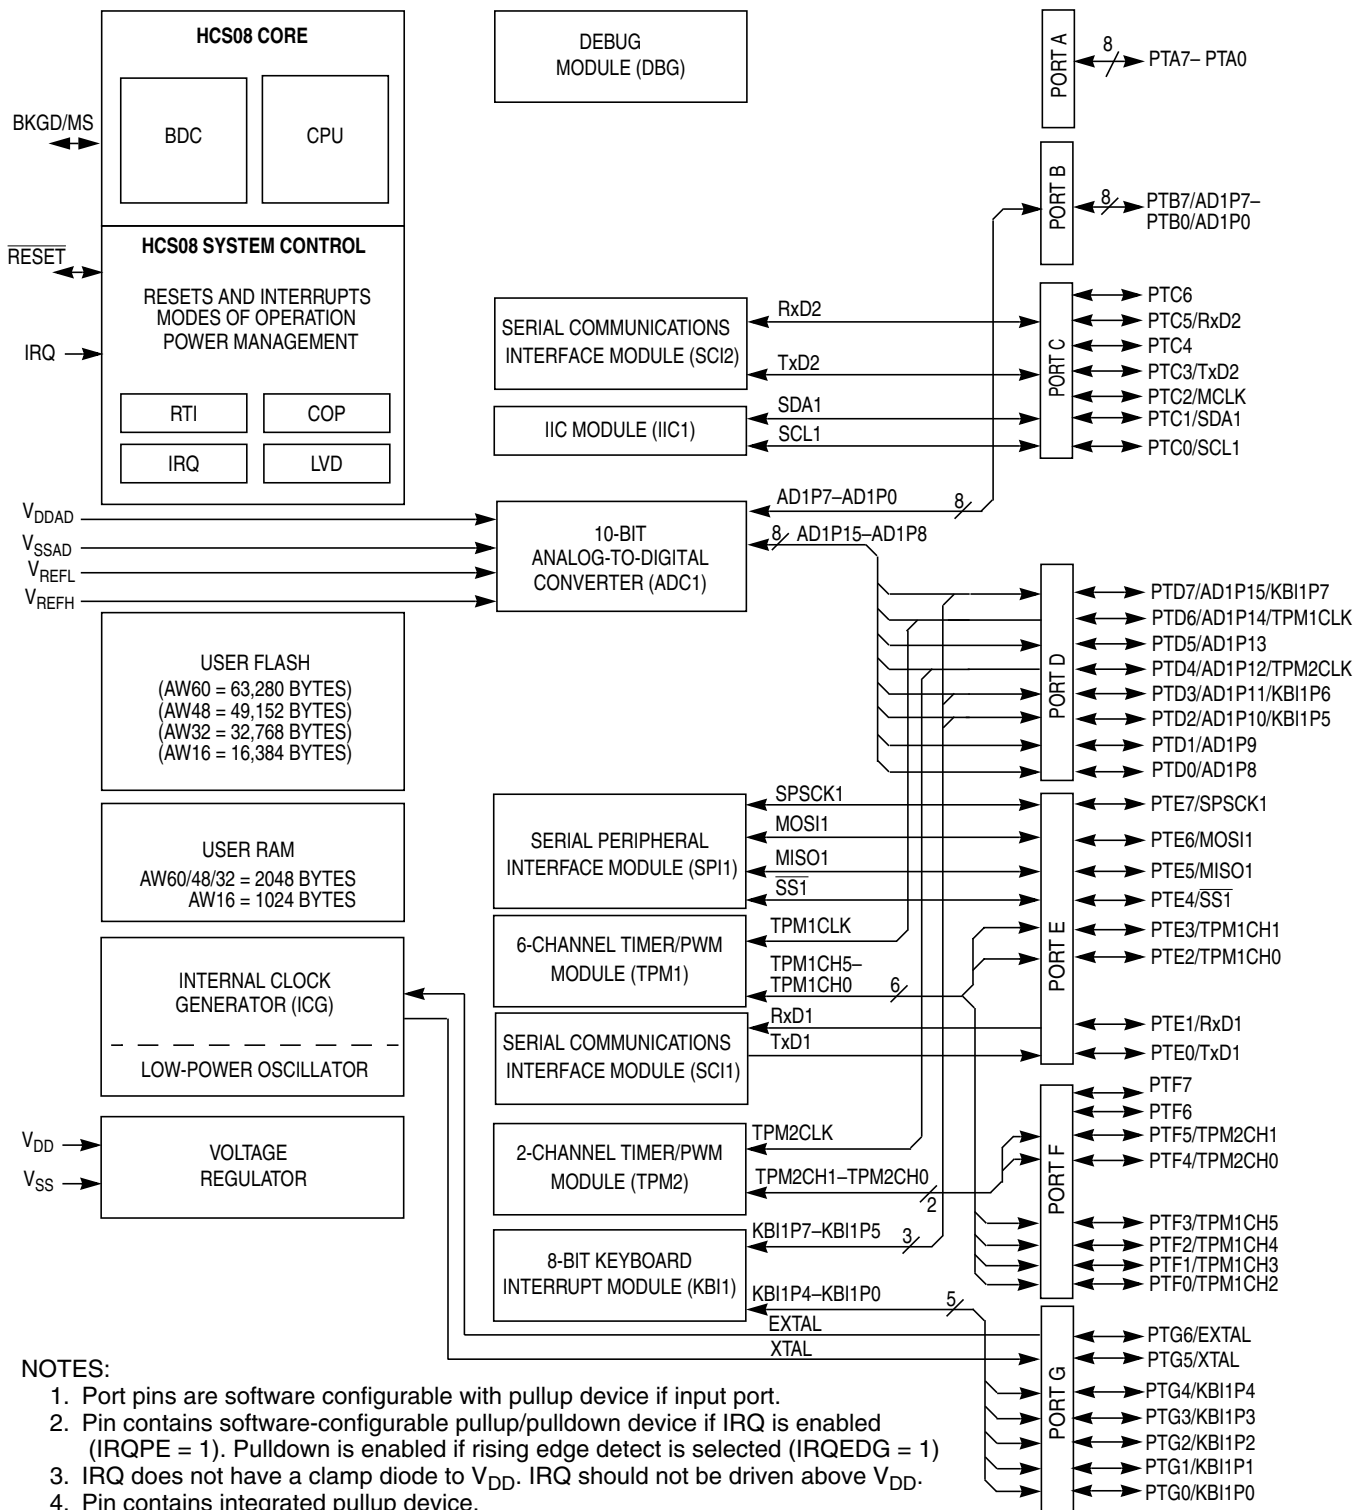 HCS08 CORE
BDC
CPU
BKGD/MS
HCS08 SYSTEM CONTROL
RESET
RESETS AND INTERRUPTS
MODES OF OPERATION
POWER MANAGEMENT
IRQ
RTI
COP
IRQ
LVD
VDDAD
VSSAD
VREFL
VREFH
USER FLASH
(AW60 = 63,280 BYTES)
(AW48 = 49,152 BYTES)
(AW32 = 32,768 BYTES)
(AW16 = 16,384 BYTES)
USER RAM
AW60/48/32 = 2048 BYTES
AW16 = 1024 BYTES
INTERNAL CLOCK
GENERATOR (ICG)
LOW-POWER OSCILLATOR
VDD
VSS
VOLTAGE
REGULATOR
DEBUG
MODULE (DBG)
SERIAL COMMUNICATIONS
INTERFACE MODULE (SCI2)
RxD2
TxD2
IIC MODULE (IIC1)
SDA1
SCL1
10-BIT
ANALOG-TO-DIGITAL
CONVERTER (ADC1)
AD1P7–AD1P0
8
8
AD1P15–AD1P8
SERIAL PERIPHERAL
INTERFACE MODULE (SPI1)
SPSCK1
MOSI1
MISO1
SS1
6-CHANNEL TIMER/PWM
MODULE (TPM1)
TPM1CLK
TPM1CH5–
TPM1CH0
6
SERIAL COMMUNICATIONS
INTERFACE MODULE (SCI1)
RxD1
TxD1
2-CHANNEL TIMER/PWM
MODULE (TPM2)
TPM2CLK
TPM2CH1–TPM2CH0
2
8-BIT KEYBOARD
INTERRUPT MODULE (KBI1)
KBI1P7–KBI1P5
3
KBI1P4–KBI1P0
5
EXTAL
XTAL
PORT A
8
PTA7– PTA0
PORT B
8
PTB7/AD1P7–
PTB0/AD1P0
PORT C
PTC6
PTC5/RxD2
PTC4
PTC3/TxD2
PTC2/MCLK
PTC1/SDA1
PTC0/SCL1
PORT D
PTD7/AD1P15/KBI1P7
PTD6/AD1P14/TPM1CLK
PTD5/AD1P13
PTD4/AD1P12/TPM2CLK
PTD3/AD1P11/KBI1P6
PTD2/AD1P10/KBI1P5
PTD1/AD1P9
PTD0/AD1P8
PORT E
PTE7/SPSCK1
PTE6/MOSI1
PTE5/MISO1
PTE4/SS1
PTE3/TPM1CH1
PTE2/TPM1CH0
PTE1/RxD1
PTE0/TxD1
PORT F
PTF7
PTF6
PTF5/TPM2CH1
PTF4/TPM2CH0
PTF3/TPM1CH5
PTF2/TPM1CH4
PTF1/TPM1CH3
PTF0/TPM1CH2
PORT G
PTG6/EXTAL
PTG5/XTAL
PTG4/KBI1P4
PTG3/KBI1P3
PTG2/KBI1P2
PTG1/KBI1P1
PTG0/KBI1P0
NOTES:
1. Port pins are software configurable with pullup device if input port.
2. Pin contains software-configurable pullup/pulldown device if IRQ is enabled
(IRQPE = 1). Pulldown is enabled if rising edge detect is selected (IRQEDG = 1)
3. IRQ does not have a clamp diode to VDD. IRQ should not be driven above VDD.
4. Pin contains integrated pullup device.